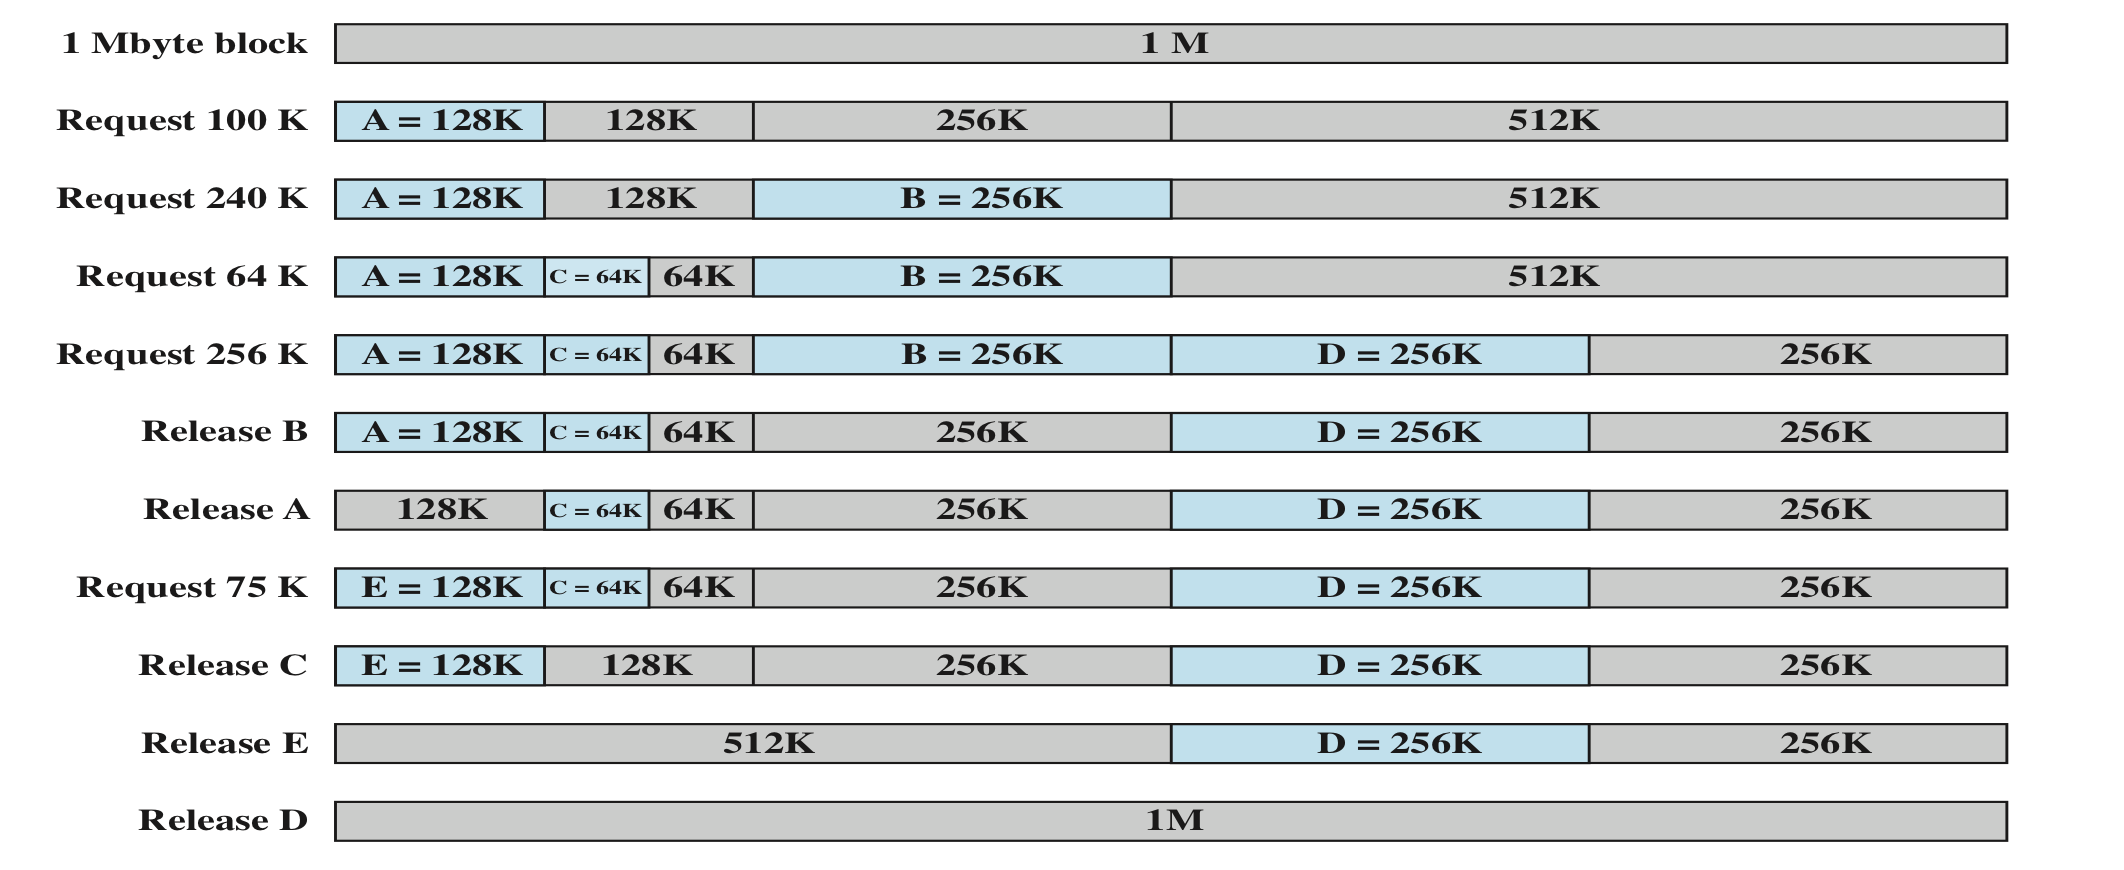 1 Mbyte block 1 M
Request 100 K A = 128K 128K 256K 512K
Request 240 K A = 128K 128K B = 256K 512K
Request 64 K A = 128K C = 64K 64K B = 256K 512K
Request 256 K A = 128K C = 64K 64K B = 256K D = 256K 256K
Release B A = 128K C = 64K 64K 256K D = 256K 256K
Release A 128K C = 64K 64K 256K D = 256K 256K
Request 75 K E = 128K C = 64K 64K 256K D = 256K 256K
Release C E = 128K 128K 256K D = 256K 256K
Release E 512K D = 256K 256K
Release D 1M